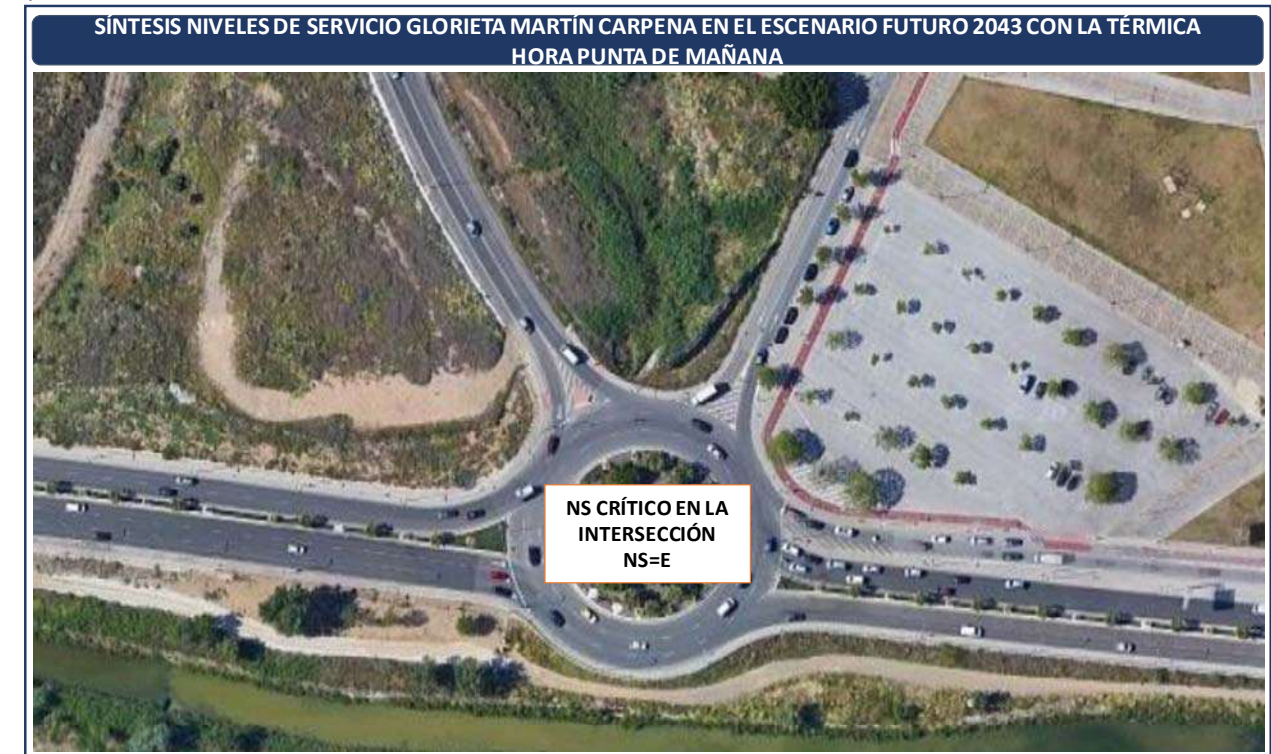 SÍNTESIS NIVELES DE SERVICIO GLORIETA MARTÍN CARPENA EN EL ESCENARIO FUTURO 2043 CON LA TÉRMICA
HORA PUNTA DE MAÑANA
NS CRÍTICO EN LA
INTERSECCIÓN
NS=E